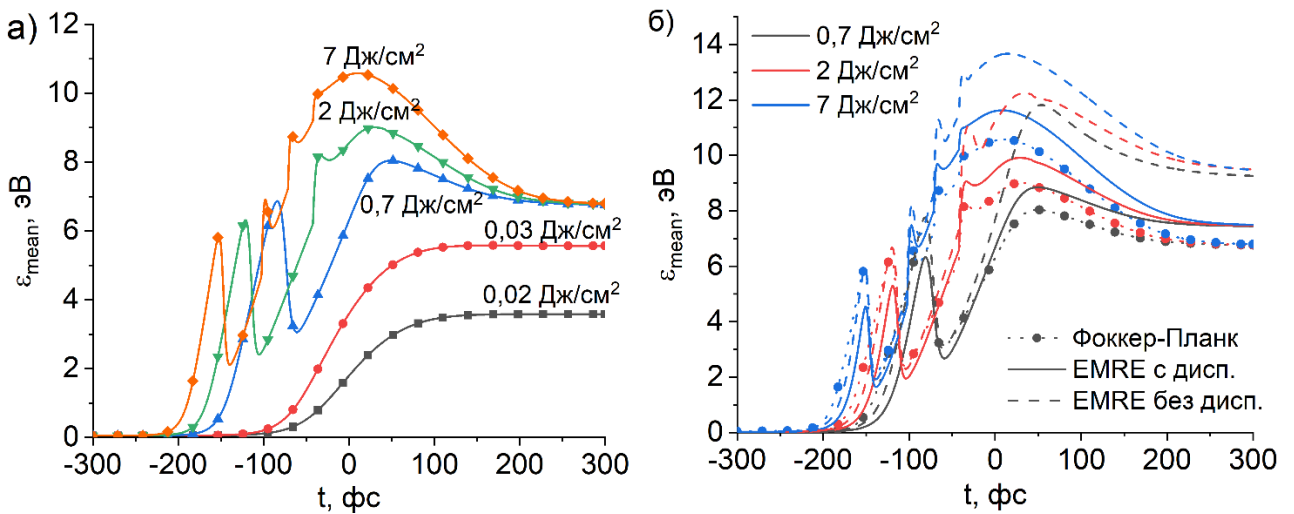 а)
12
10
8
6
4
2
0
ε_mean, эВ
7 Дж/см²
2 Дж/см²
0,7 Дж/см²
0,03 Дж/см²
0,02 Дж/см²
-300 -200 -100 0 100 200 300
t, фс
б)
14
12
10
8
6
4
2
0
ε_mean, эВ
0,7 Дж/см²
2 Дж/см²
7 Дж/см²
Фоккер-Планк
EMRE с дисп.
EMRE без дисп.
-300 -200 -100 0 100 200 300
t, фс